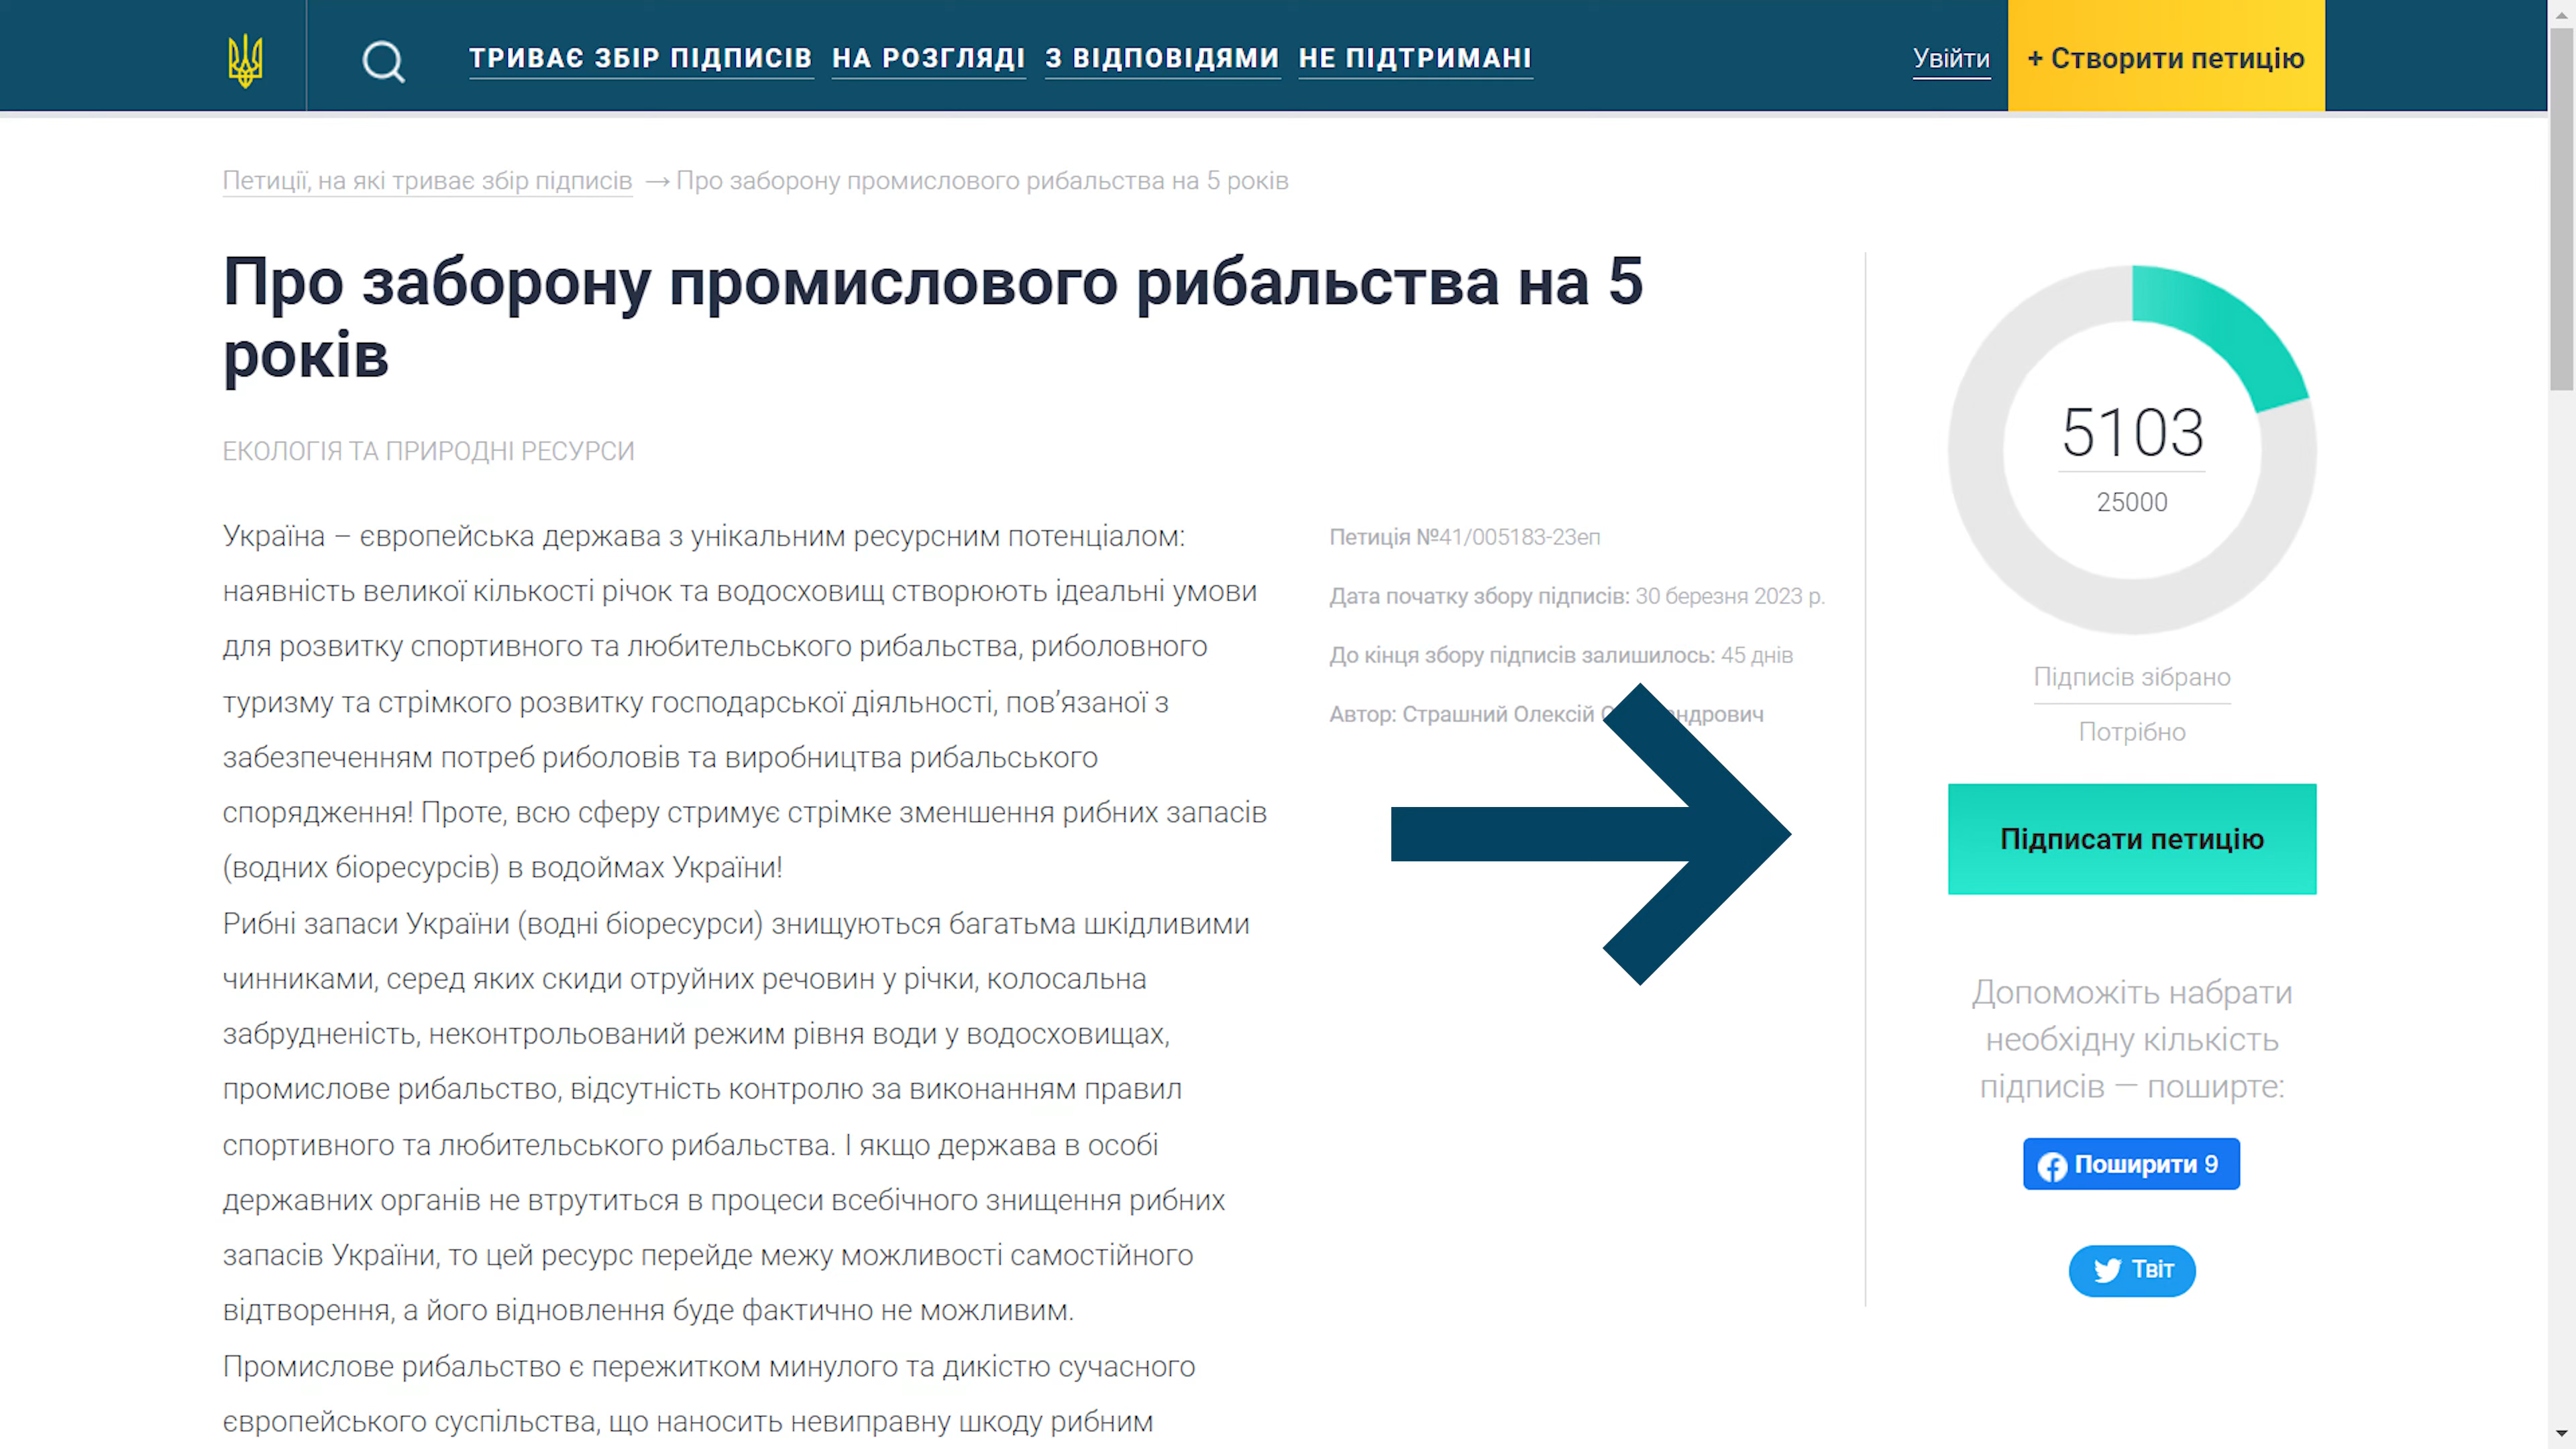 ТРИВАЄ ЗБІР ПІДПИСІВ НА РОЗГЛЯДІ З ВІДПОВІДЯМИ НЕ ПІДТРИМАНІ
Увійти
+ Створити петицію
Петиції, на які триває збір підписів → Про заборону промислового рибальства на 5 років
Про заборону промислового рибальства на 5
років
ЕКОЛОГІЯ ТА ПРИРОДНІ РЕСУРСИ
Україна – європейська держава з унікальним ресурсним потенціалом:
наявність великої кількості річок та водосховищ створюють ідеальні умови
для розвитку спортивного та любительського рибальства, риболовного
туризму та стрімкого розвитку господарської діяльності, пов’язаної з
забезпеченням потреб риболовів та виробництва рибальського
спорядження! Проте, всю сферу стримує стрімке зменшення рибних запасів
(водних біоресурсів) в водоймах України!
Рибні запаси України (водні біоресурси) знищуються багатьма шкідливими
чинниками, серед яких скиди отруйних речовин у річки, колосальна
забрудненість, неконтрольований режим рівня води у водосховищах,
промислове рибальство, відсутність контролю за виконанням правил
спортивного та любительського рибальства. І якщо держава в особі
державних органів не втрутиться в процеси всебічного знищення рибних
запасів України, то цей ресурс перейде межу можливості самостійного
відтворення, а його відновлення буде фактично не можливим.
Промислове рибальство є пережитком минулого та дикістю сучасного
європейського суспільства, що наносить невиправну шкоду рибним
Петиція №41/005183-23еп
Дата початку збору підписів: 30 березня 2023 р.
До кінця збору підписів залишилось: 45 днів
Автор: Страшний Олексій
5103
25000
Підписів зібрано
Потрібно
Підписати петицію
Допоможіть набрати
необхідну кількість
підписів — поширте:
Поширити 9
Твіт